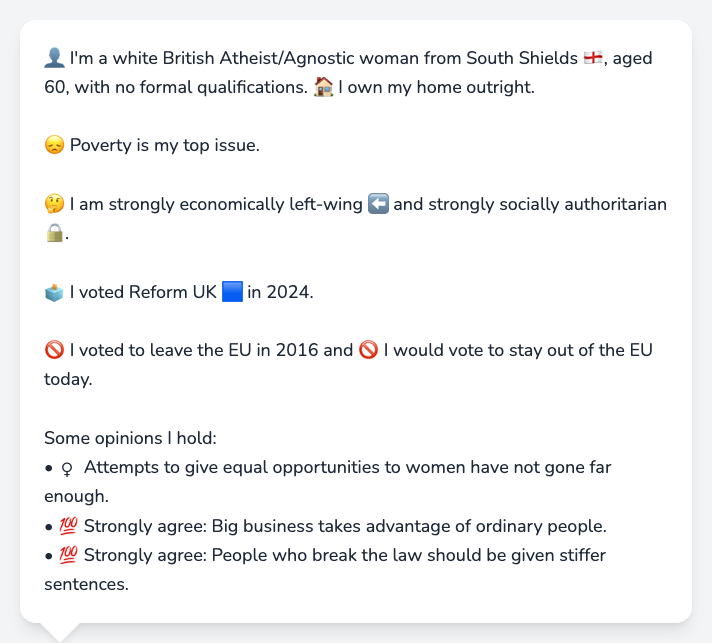 👤 I'm a white British Atheist/Agnostic woman from South Shields 🏴󠁧󠁢󠁥󠁮󠁧󠁿, aged
60, with no formal qualifications. 🏠 I own my home outright.
😞 Poverty is my top issue.
🤔 I am strongly economically left-wing ⬅️ and strongly socially authoritarian
🔒.
🗳️ I voted Reform UK 🟦 in 2024.
🚫 I voted to leave the EU in 2016 and 🚫 I would vote to stay out of the EU
today.
Some opinions I hold:
• ♀ Attempts to give equal opportunities to women have not gone far
enough.
• 💯 Strongly agree: Big business takes advantage of ordinary people.
• 💯 Strongly agree: People who break the law should be given stiffer
sentences.